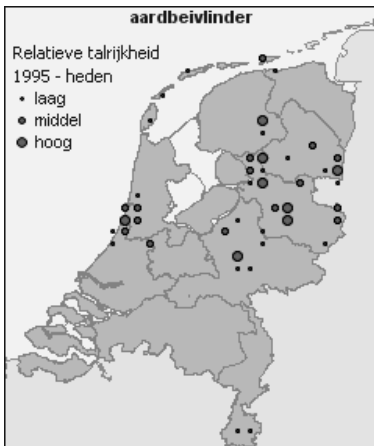 aardbeivlinder
Relatieve talrijkheid
1995 - heden
laag
middel
hoog